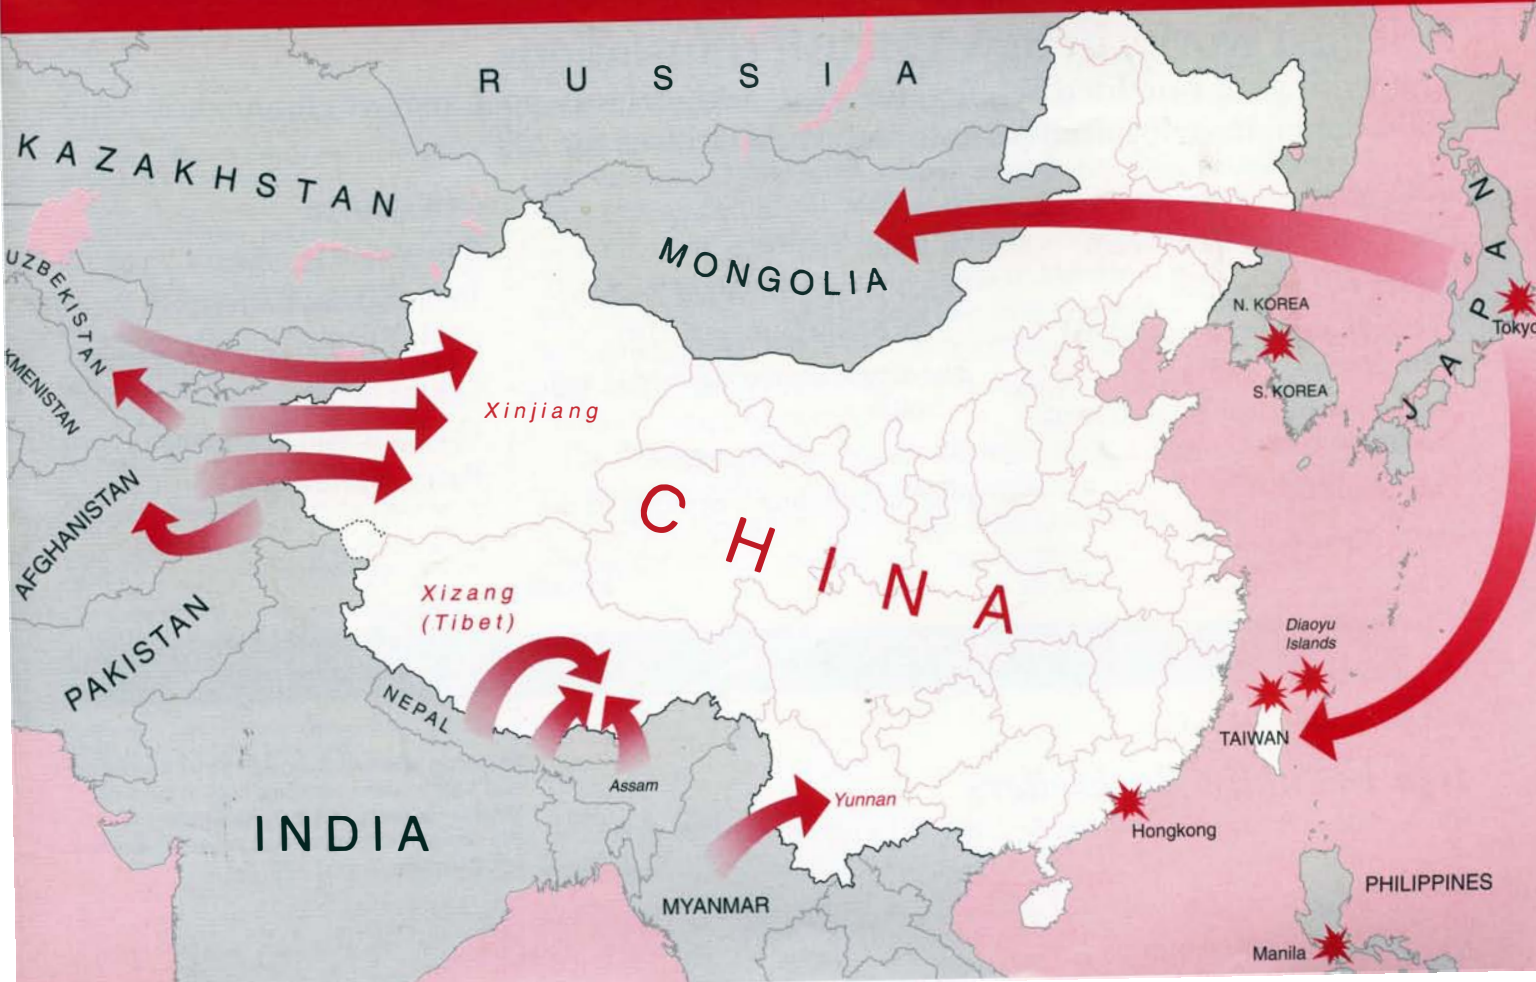 RUSSIA
KAZAKHSTAN
MONGOLIA
JAPAN
UZBEKISTAN
KMENISTAN
N. KOREA
Tokyo
S. KOREA
Xinjiang
CHINA
AFGHANISTAN
Xizang
(Tibet)
PAKISTAN
Diaoyu
Islands
NEPAL
TAIWAN
Assam
Yunnan
INDIA
Hongkong
MYANMAR
PHILIPPINES
Manila